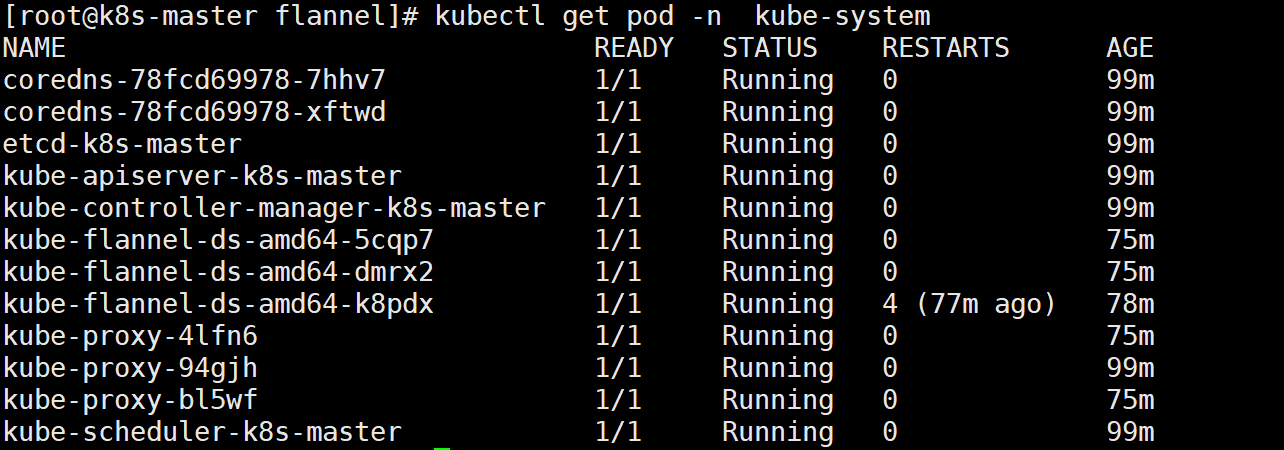 [root@k8s-master flannel]# kubectl get pod -n  kube-system
NAME                                 READY   STATUS    RESTARTS      AGE
coredns-78fcd69978-7hhv7             1/1     Running   0             99m
coredns-78fcd69978-xftwd             1/1     Running   0             99m
etcd-k8s-master                      1/1     Running   0             99m
kube-apiserver-k8s-master            1/1     Running   0             99m
kube-controller-manager-k8s-master   1/1     Running   0             99m
kube-flannel-ds-amd64-5cqp7          1/1     Running   0             75m
kube-flannel-ds-amd64-dmrx2          1/1     Running   0             75m
kube-flannel-ds-amd64-k8pdx          1/1     Running   4 (77m ago)   78m
kube-proxy-4lfn6                     1/1     Running   0             75m
kube-proxy-94gjh                     1/1     Running   0             99m
kube-proxy-bl5wf                     1/1     Running   0             75m
kube-scheduler-k8s-master            1/1     Running   0             99m